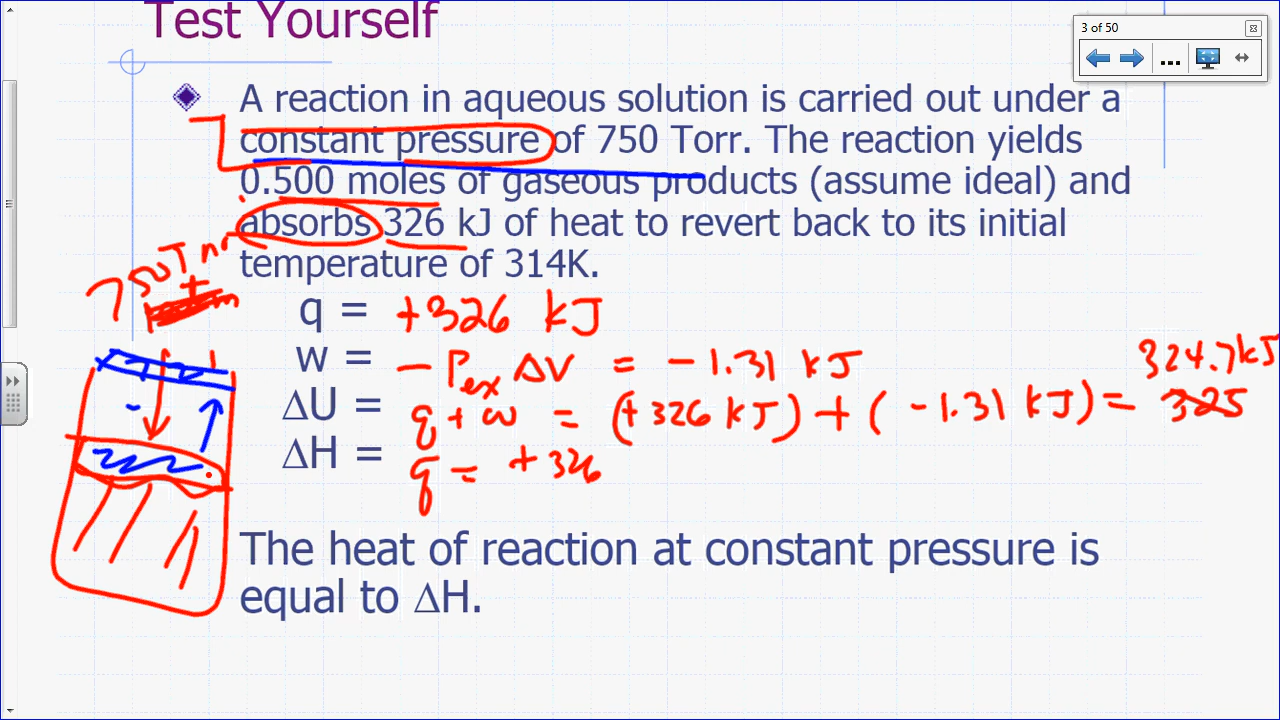 Test Yourself
3 of 50
A reaction in aqueous solution is carried out under a
constant pressure of 750 Torr. The reaction yields
0.500 moles of gaseous products (assume ideal) and
absorbs 326 kJ of heat to revert back to its initial
temperature of 314K.
750
q = +326 kJ
w = - Pex ΔV = - 1.31 kJ
324.7 kJ
ΔU = q + w = (+326 kJ) + ( - 1.31 kJ) = 325
ΔH = q = +326
The heat of reaction at constant pressure is
equal to ΔH.